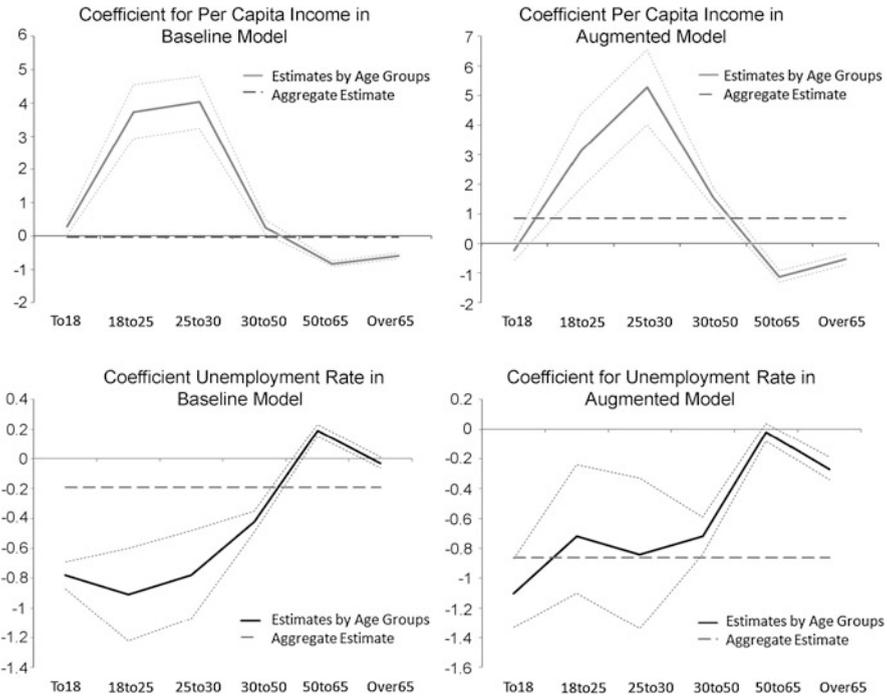 Coefficient for Per Capita Income in
Baseline Model
6
5
4
3
2
1
0
-1
-2
Estimates by Age Groups
Aggregate Estimate
To18 18to25 25to30 30to50 50to65 Over65
Coefficient Per Capita Income in
Augmented Model
7
6
5
4
3
2
1
0
-1
-2
Estimates by Age Groups
Aggregate Estimate
To18 18to25 25to30 30to50 50to65 Over65
Coefficient Unemployment Rate in
Baseline Model
0.4
0.2
0
-0.2
-0.4
-0.6
-0.8
-1
-1.2
-1.4
Estimates by Age Groups
Aggregate Estimate
To18 18to25 25to30 30to50 50to65 Over65
Coefficient for Unemployment Rate in
Augmented Model
0.2
0
-0.2
-0.4
-0.6
-0.8
-1
-1.2
-1.4
-1.6
Estimates by Age Groups
Aggregate Estimate
To18 18to25 25to30 30to50 50to65 Over65